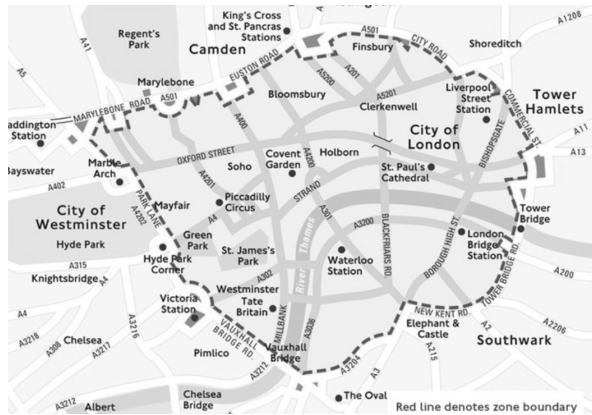 King's Cross
and St. Pancras
Stations
A501
A1208
Regent's
Park
A41
Camden
Finsbury
CITY ROAD
Shoreditch
A5
EUSTON ROAD
A5200
A201
Marylebone
Bloomsbury
A5201
Liverpool
Street
Station
Tower
Hamlets
MARYLEBONE ROAD
A501
A400
Clerkenwell
COMMERCIAL ST.
addington
Station
City of
London
BISHOPSGATE
A11
A13
OXFORD STREET
Soho
Covent
Garden
A4200
Holborn
St. Paul's
Cathedral
Bayswater
Marble
Arch
A402
A4201
Piccadilly
Circus
STRAND
City of
Westminster
PARK LANE
A4202
Mayfair
A4
A301
A3200
BLACKFRIARS RD.
BOROUGH HIGH ST.
Tower
Bridge
Hyde Park
Green
Park
St. James's
Park
River Thames
London
Bridge
Station
A315
Hyde Park
Corner
Waterloo
Station
TOWER BRIDGE RD.
A200
Knightsbridge
A4
A302
Westminster
Victoria
Station
Tate
Britain
NEW KENT RD.
A4
A3216
MILLBANK
A3036
Elephant &
Castle
A2
A2206
A3218
A308
Chelsea
A3217
VAUXHALL
BRIDGE RD.
Pimlico
Vauxhall
Bridge
A3212
A3204
A3
A215
Southwark
A3212
Albert
Chelsea
Bridge
The Oval
Red line denotes zone boundary